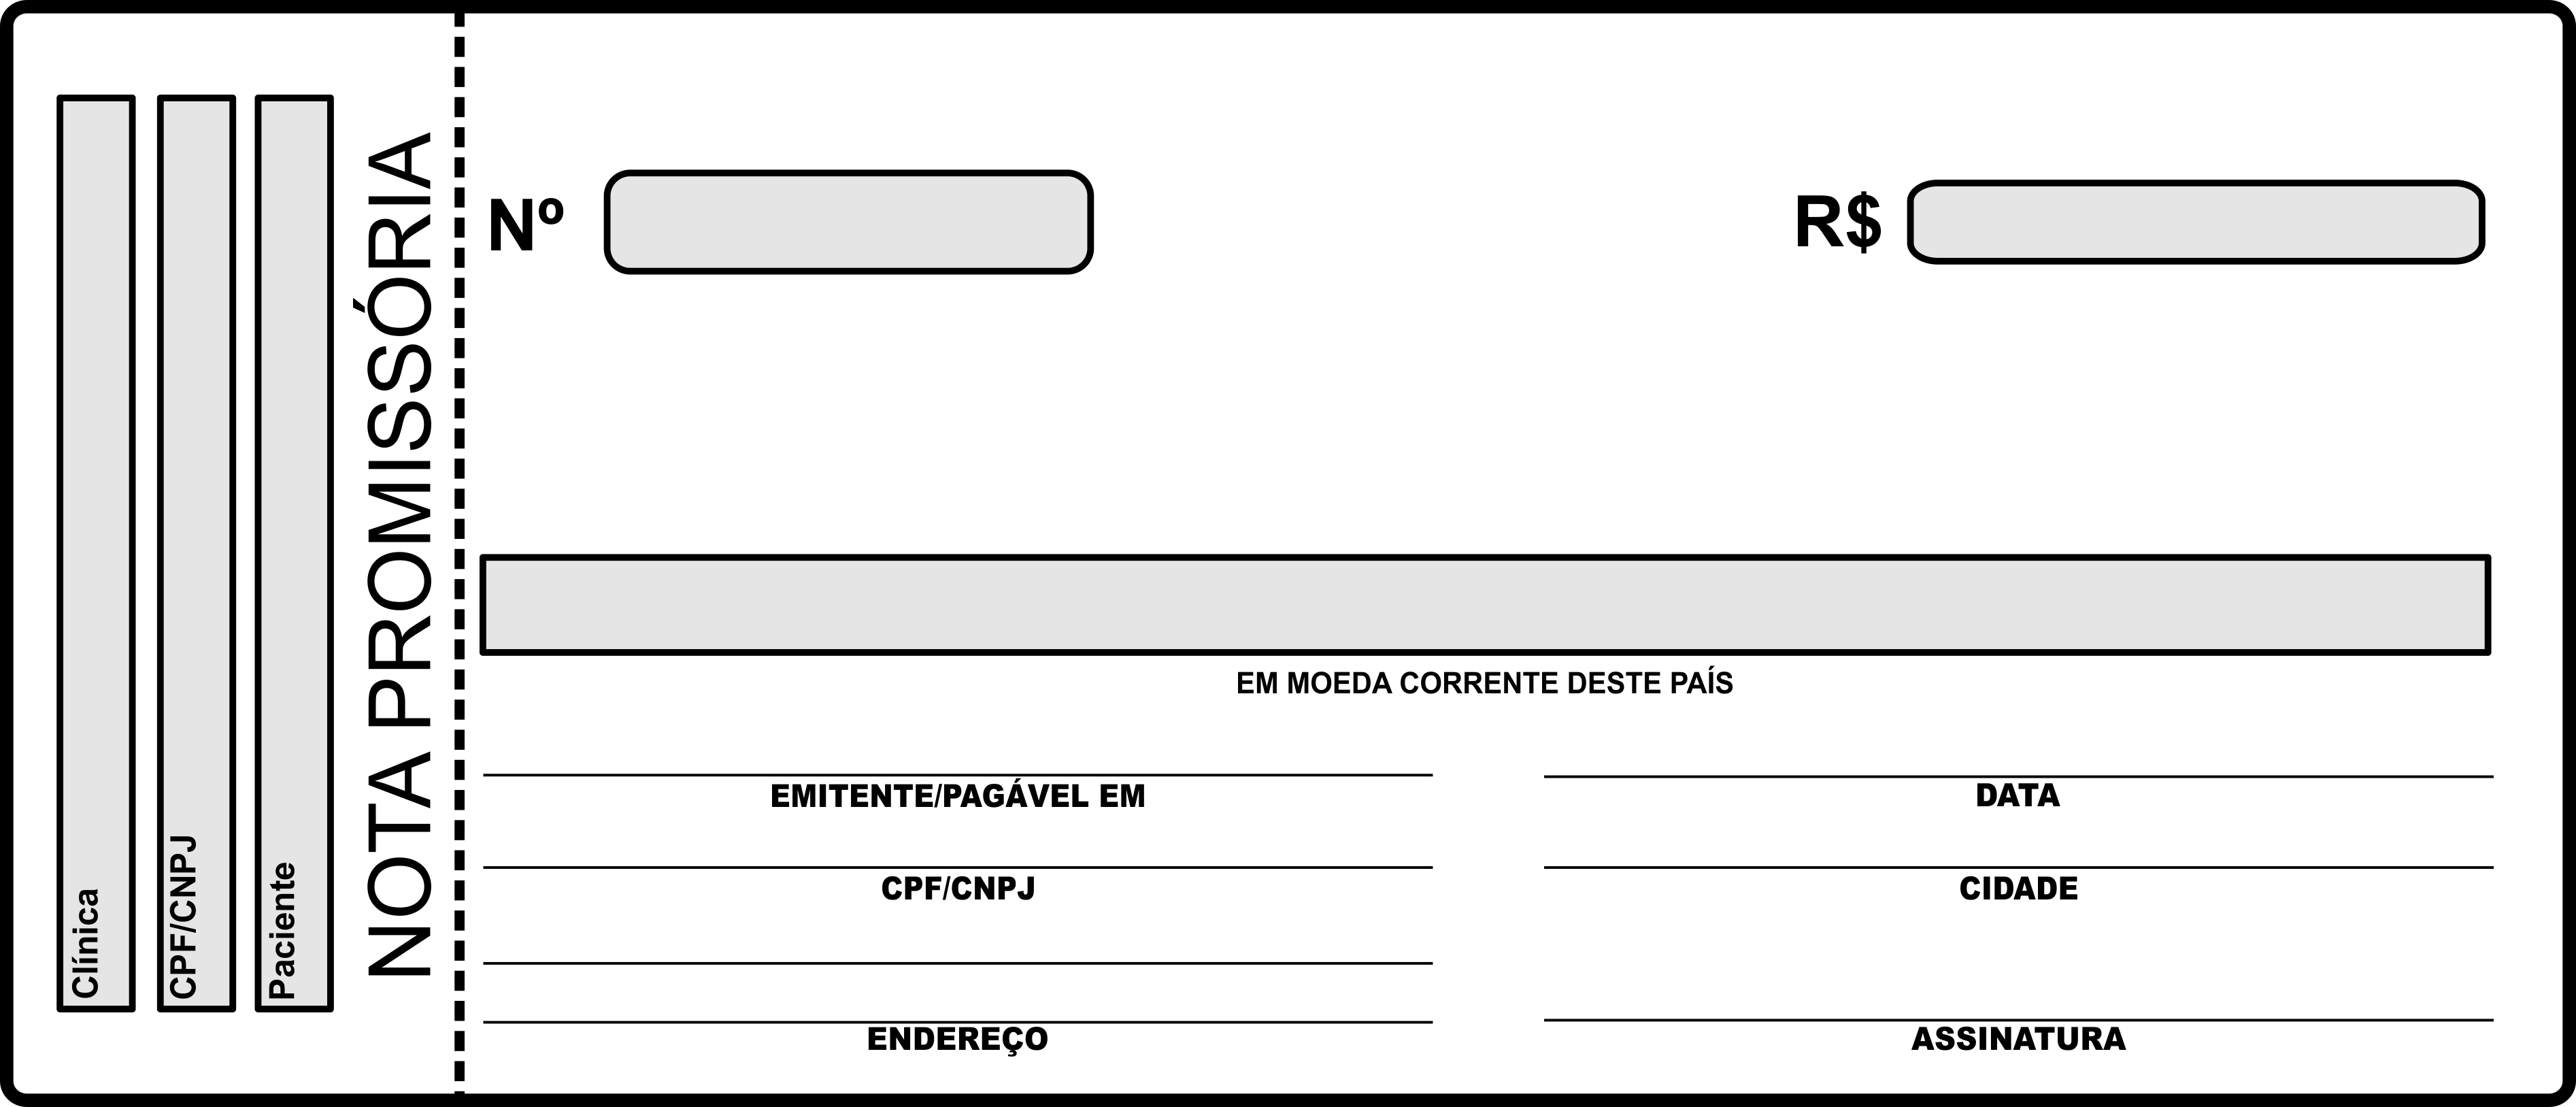 Clínica
CPF/CNPJ
Paciente
NOTA PROMISSÓRIA
Nº
R$
EM MOEDA CORRENTE DESTE PAÍS
EMITENTE/PAGÁVEL EM
DATA
CPF/CNPJ
CIDADE
ENDEREÇO
ASSINATURA